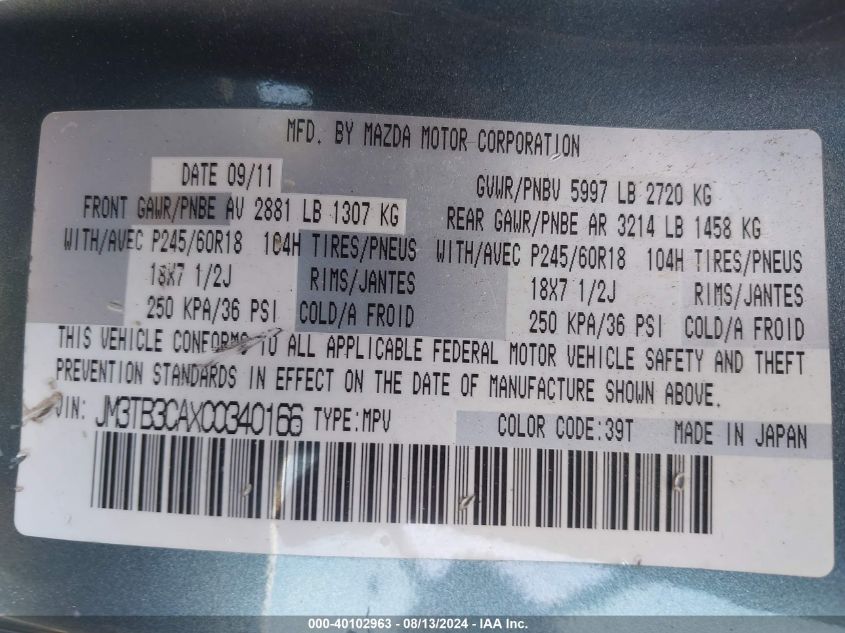 MFD. BY MAZDA MOTOR CORPORATION
DATE 09/11
GVWR/PNBV 5997 LB 2720 KG
FRONT GAWR/PNBE AV 2881 LB 1307 KG
REAR GAWR/PNBE AR 3214 LB 1458 KG
WITH/AVEC P245/60R18 104H TIRES/PNEUS
WITH/AVEC P245/60R18 104H TIRES/PNEUS
18X7 1/2J RIMS/JANTES
18X7 1/2J RIMS/JANTES
250 KPA/36 PSI COLD/A FROID
250 KPA/36 PSI COLD/A FROID
THIS VEHICLE CONFORMS TO ALL APPLICABLE FEDERAL MOTOR VEHICLE SAFETY AND THEFT
PREVENTION STANDARDS IN EFFECT ON THE DATE OF MANUFACTURE SHOWN ABOVE.
VIN: JM3TB3CAXC0340166 TYPE:MPV COLOR CODE:39T MADE IN JAPAN
000-40102963 - 08/13/2024 - IAA Inc.